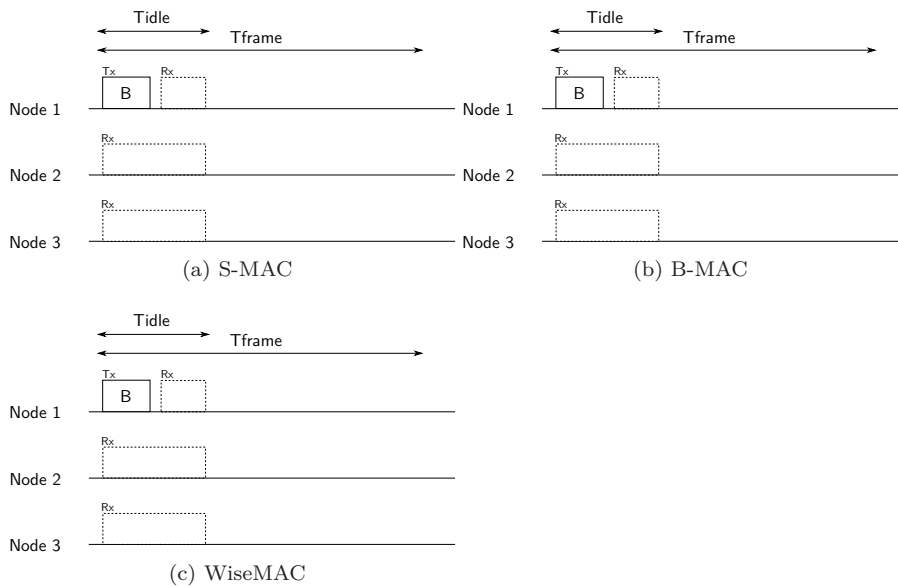 Tidle
Tframe
Tx
Rx
B
Node 1
Rx
Node 2
Rx
Node 3
(a) S-MAC
Tidle
Tframe
Tx
Rx
B
Node 1
Rx
Node 2
Rx
Node 3
(b) B-MAC
Tidle
Tframe
Tx
Rx
B
Node 1
Rx
Node 2
Rx
Node 3
(c) WiseMAC